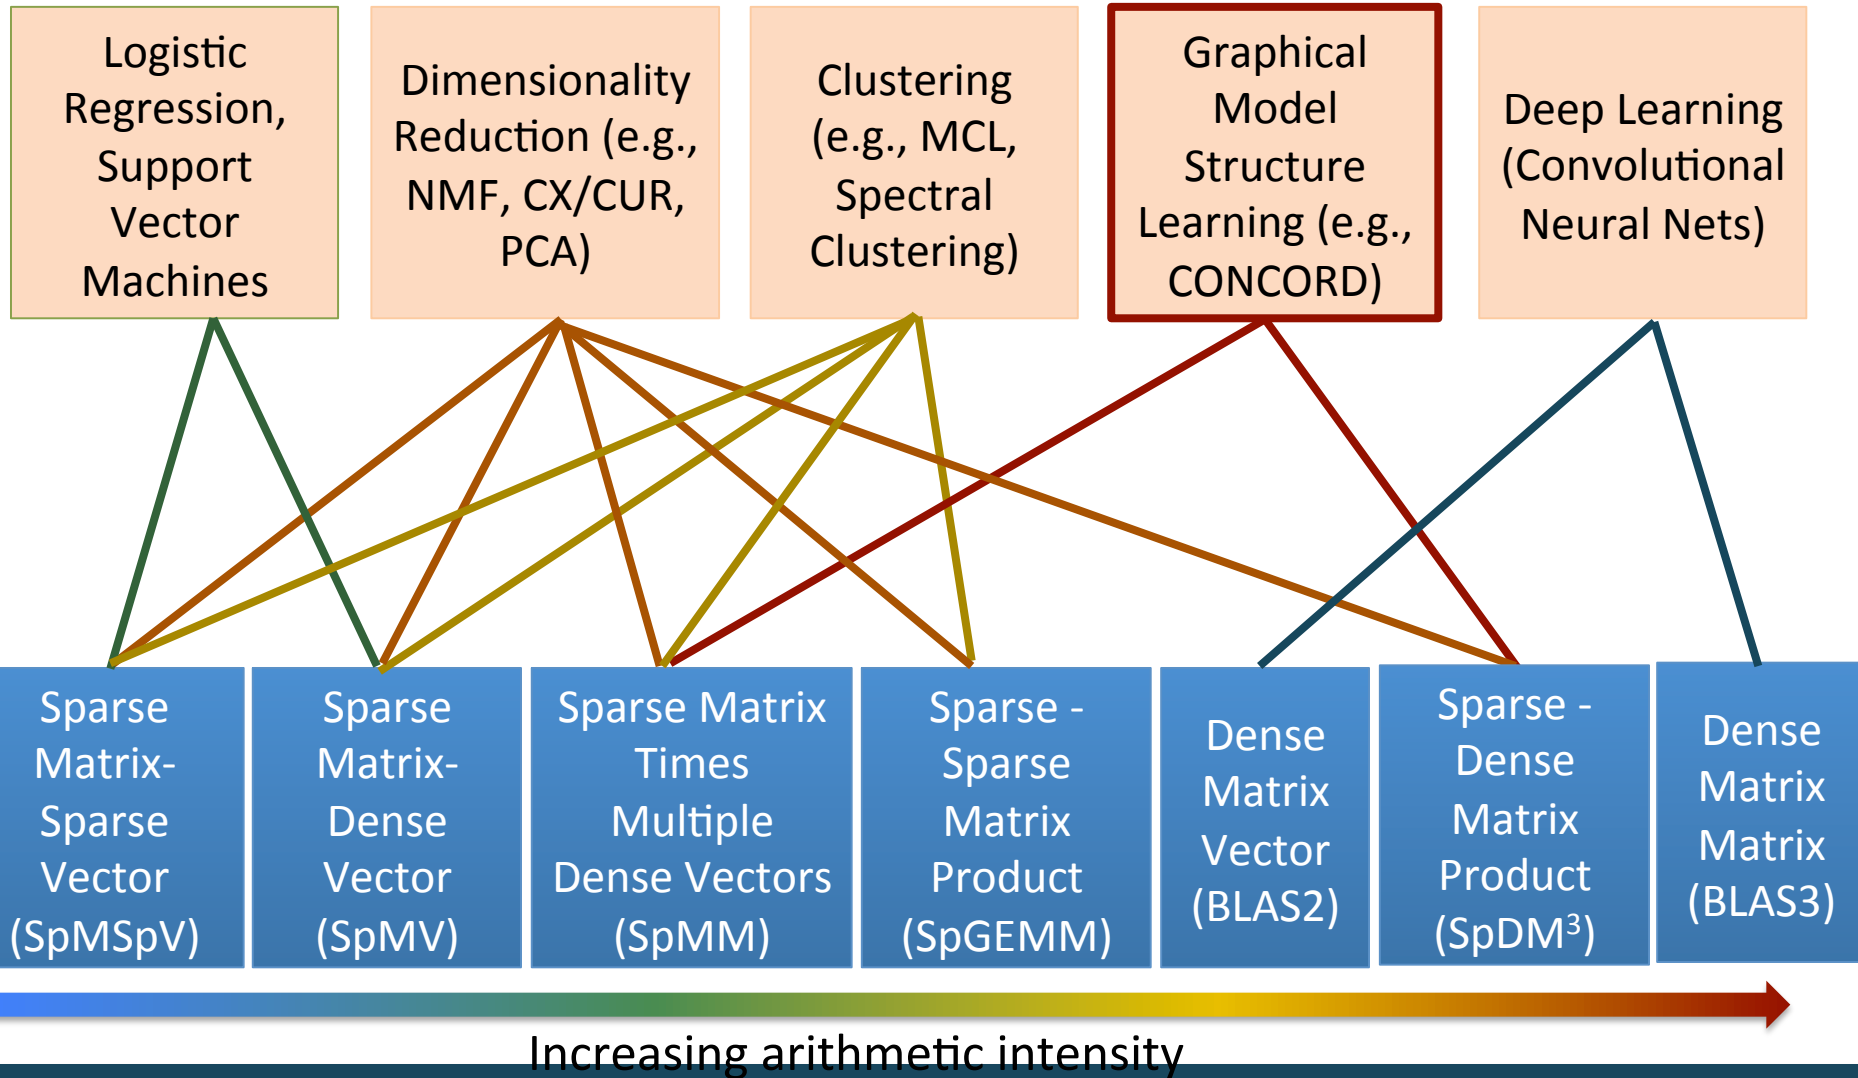 Logistic
Regression,
Support
Vector
Machines
Dimensionality
Reduction (e.g.,
NMF, CX/CUR,
PCA)
Clustering
(e.g., MCL,
Spectral
Clustering)
Graphical
Model
Structure
Learning (e.g.,
CONCORD)
Deep Learning
(Convolutional
Neural Nets)
Sparse
Matrix-
Sparse
Vector
(SpMSpV)
Sparse
Matrix-
Dense
Vector
(SpMV)
Sparse Matrix
Times
Multiple
Dense Vectors
(SpMM)
Sparse -
Sparse
Matrix
Product
(SpGEMM)
Dense
Matrix
Vector
(BLAS2)
Sparse -
Dense
Matrix
Product
(SpDM³)
Dense
Matrix
Matrix
(BLAS3)
Increasing arithmetic intensity